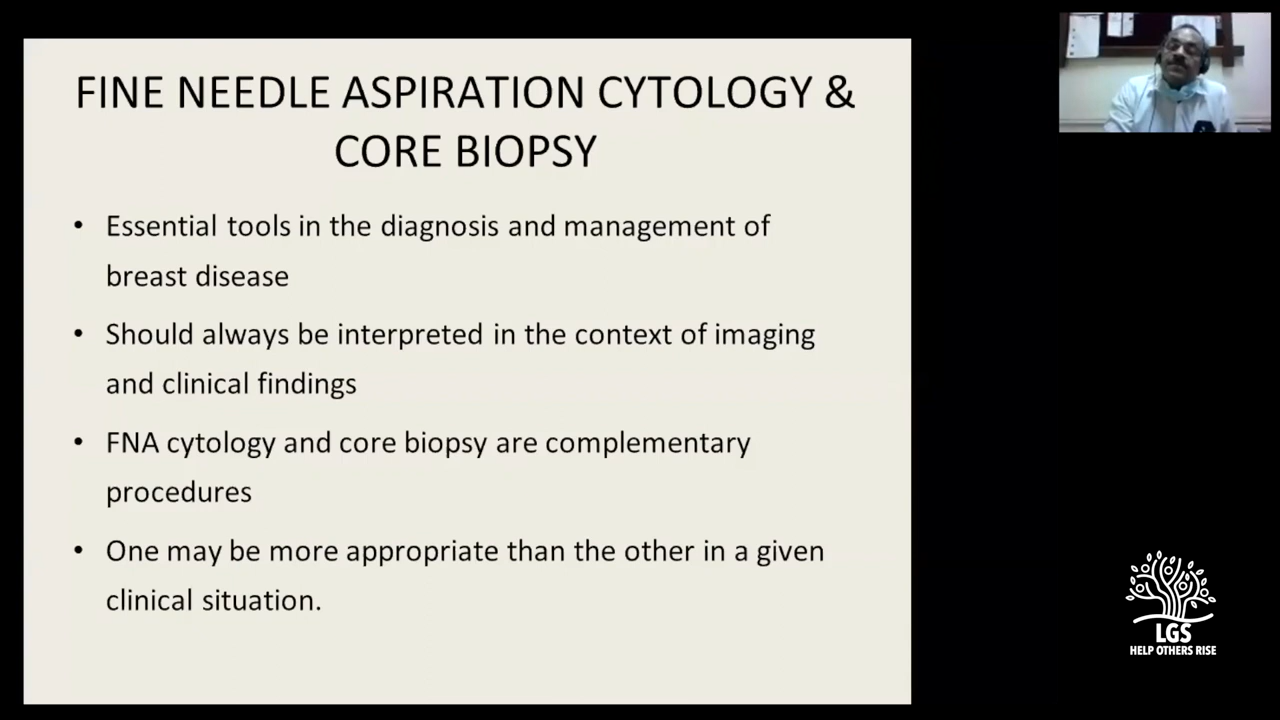 FINE NEEDLE ASPIRATION CYTOLOGY &
CORE BIOPSY
• Essential tools in the diagnosis and management of
breast disease
• Should always be interpreted in the context of imaging
and clinical findings
• FNA cytology and core biopsy are complementary
procedures
• One may be more appropriate than the other in a given
clinical situation.
LGS
HELP OTHERS RISE